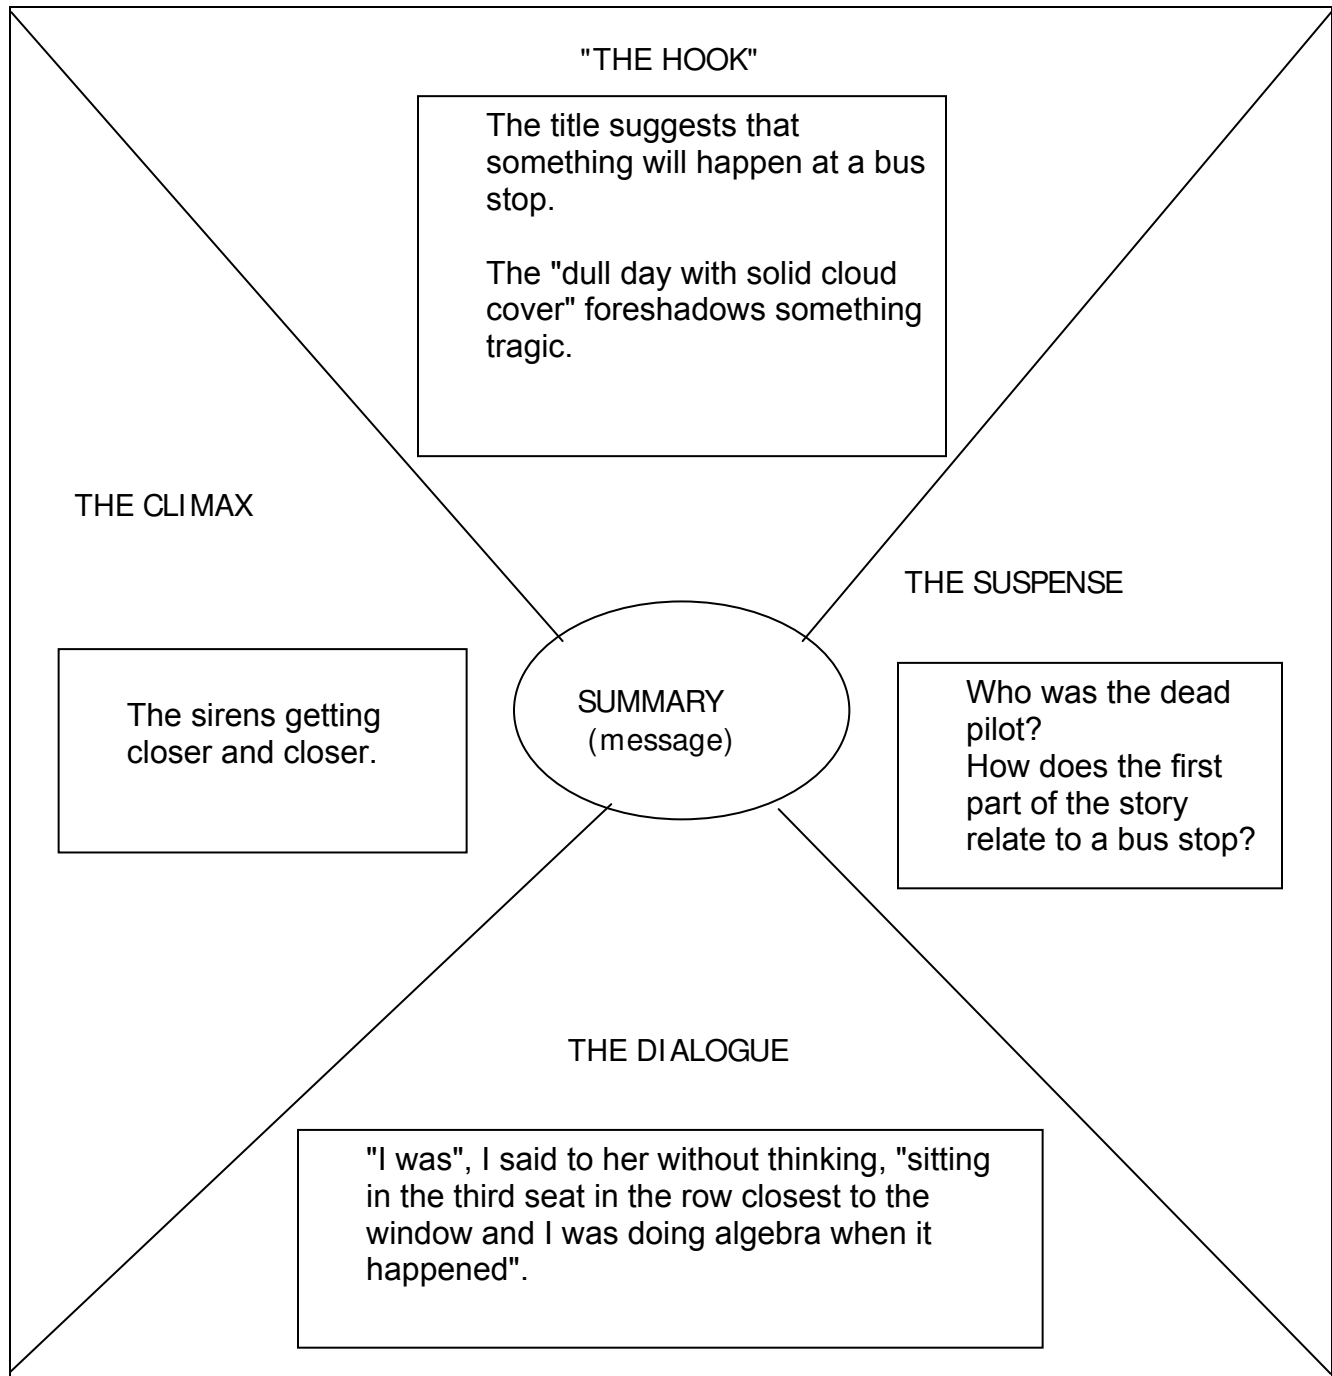 "THE HOOK"
The title suggests that
something will happen at a bus
stop.
The "dull day with solid cloud
cover" foreshadows something
tragic.
THE CLIMAX
The sirens getting
closer and closer.
SUMMARY
(message)
THE SUSPENSE
Who was the dead
pilot?
How does the first
part of the story
relate to a bus stop?
THE DIALOGUE
"I was", I said to her without thinking, "sitting
in the third seat in the row closest to the
window and I was doing algebra when it
happened".